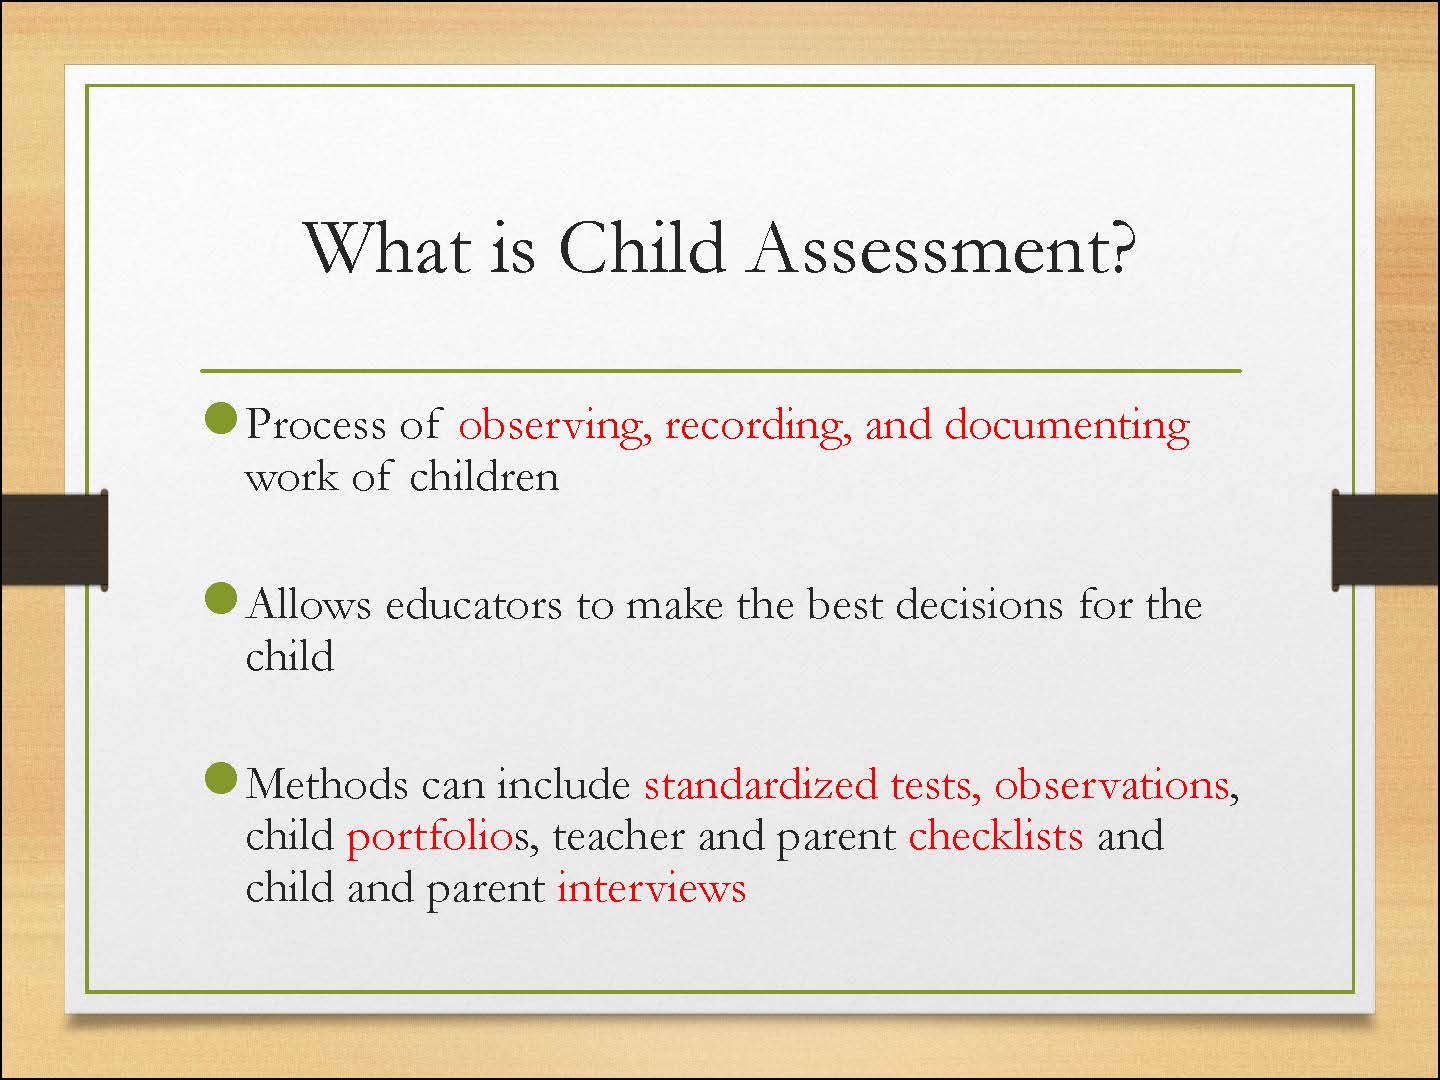 What is Child Assessment?
Process of observing, recording, and documenting
work of children
Allows educators to make the best decisions for the
child
Methods can include standardized tests, observations,
child portfolios, teacher and parent checklists and
child and parent interviews